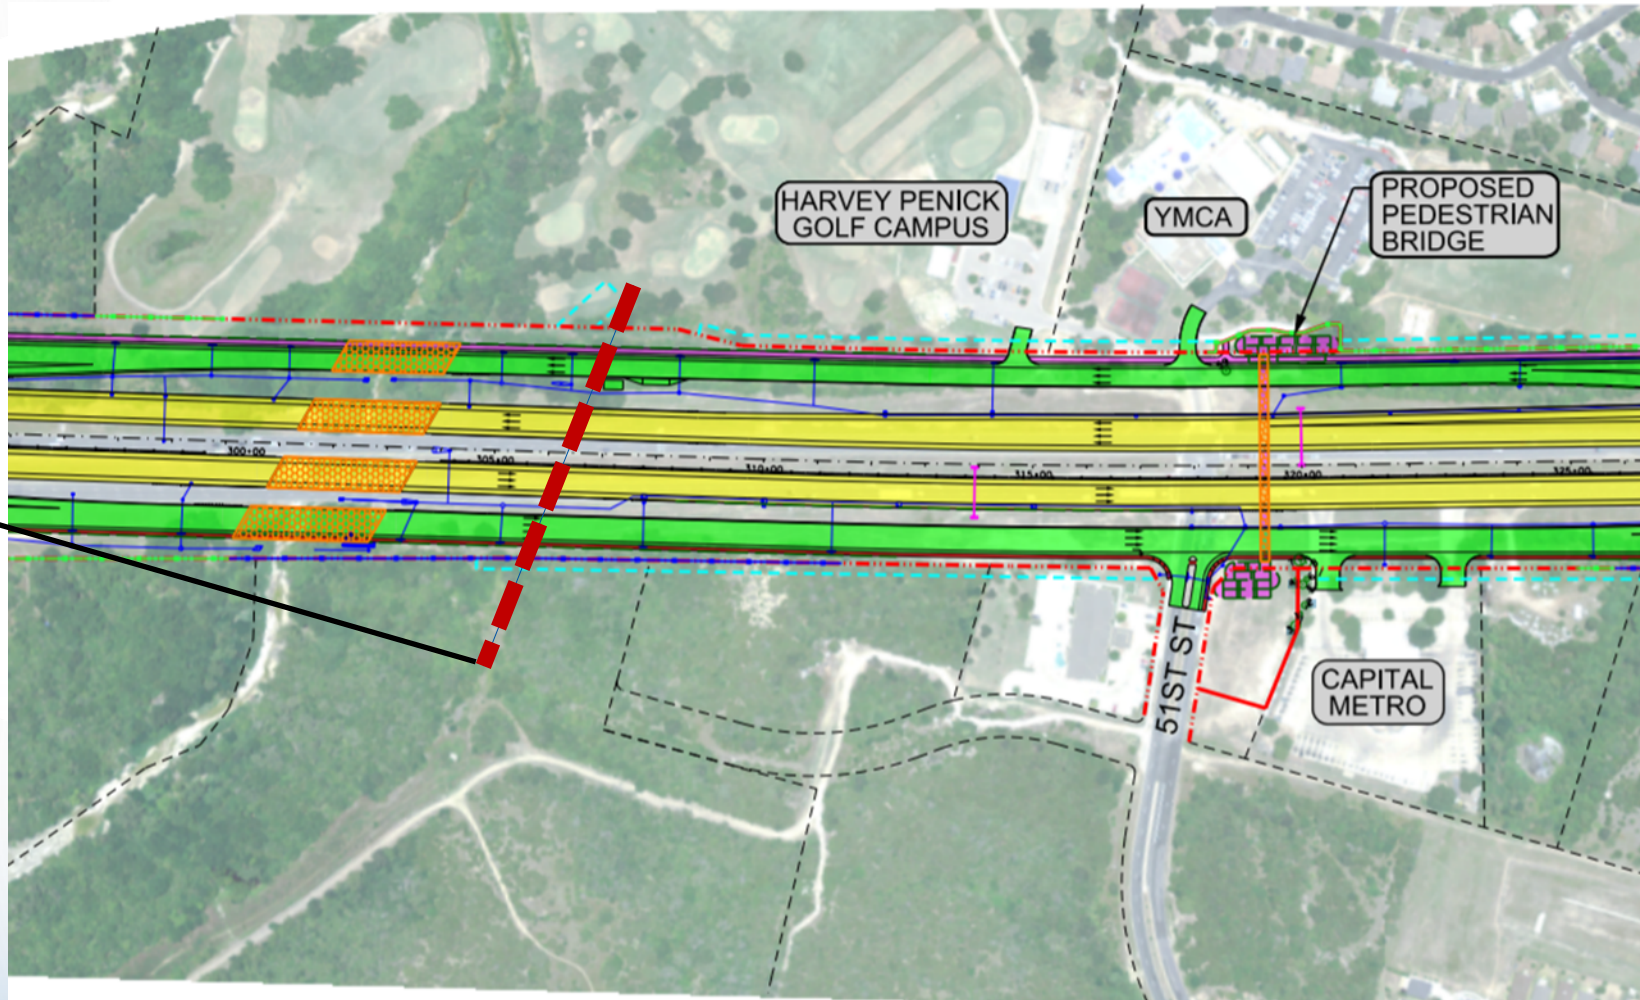 HARVEY PENICK
GOLF CAMPUS
YMCA
PROPOSED
PEDESTRIAN
BRIDGE
300+00
305+00
310+00
315+00
320+00
325+00
51ST ST
CAPITAL
METRO